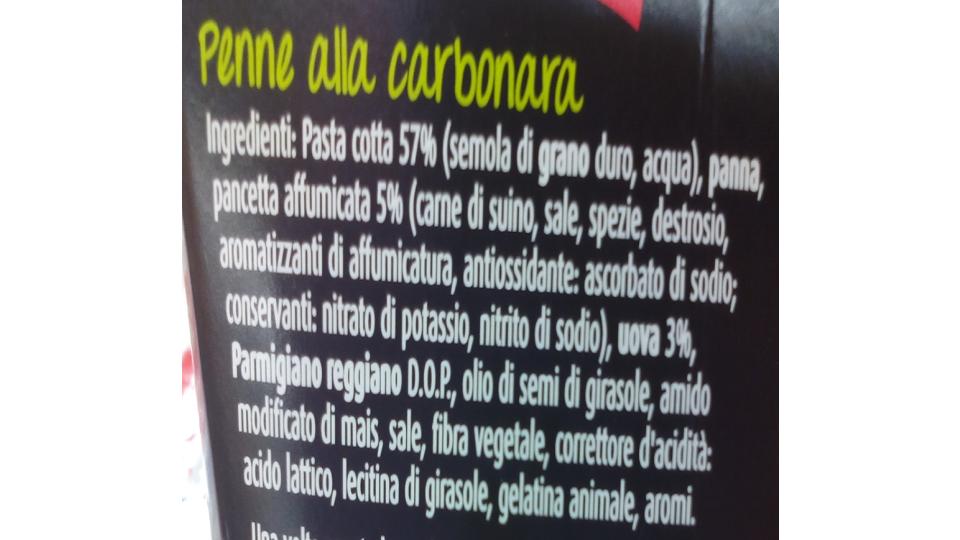 Penne alla carbonara
Ingredienti: Pasta cotta 57% (semola di grano duro, acqua), panna,
pancetta affumicata 5% (carne di suino, sale, spezie, destrosio,
aromatizzanti di affumicatura, antiossidante: ascorbato di sodio;
conservanti: nitrato di potassio, nitrito di sodio), uova 3%,
Parmigiano reggiano D.O.P., olio di semi di girasole, amido
modificato di mais, sale, fibra vegetale, correttore d'acidità:
acido lattico, lecitina di girasole, gelatina animale, aromi.
Una volta